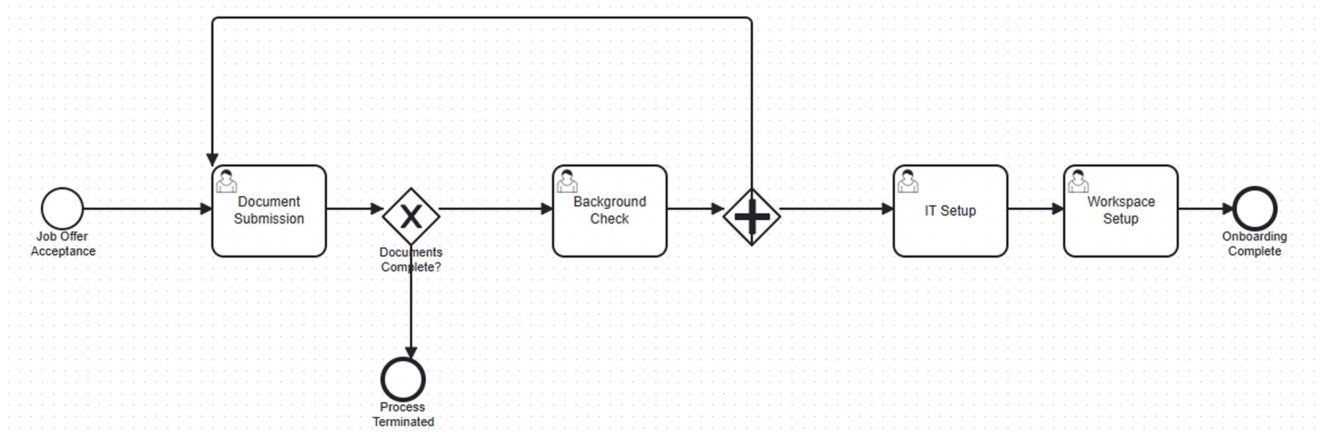 Job Offer
Acceptance
Document
Submission
Documents
Complete?
Process
Terminated
Background
Check
IT Setup
Workspace
Setup
Onboarding
Complete